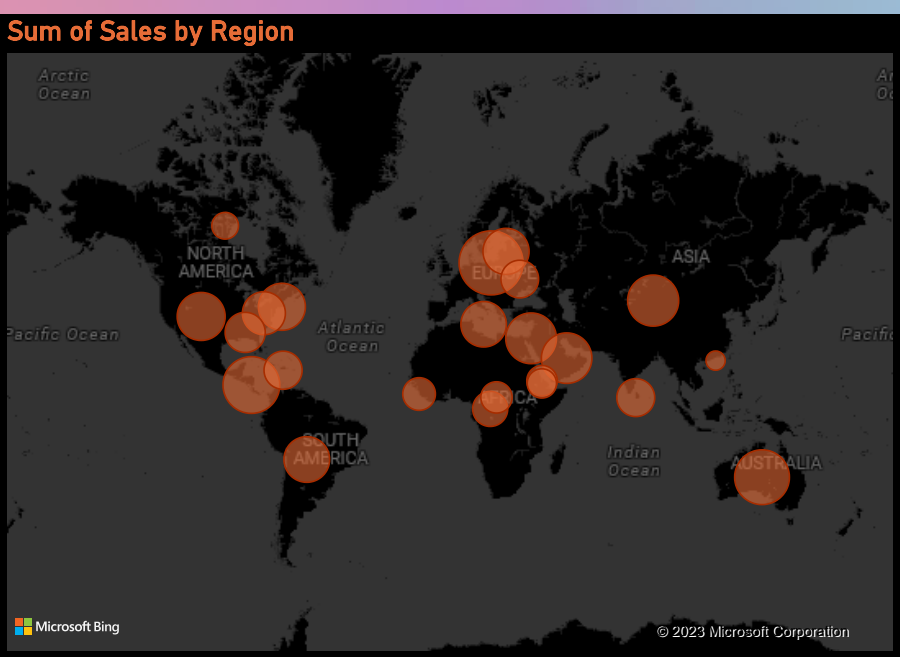 Sum of Sales by Region
Arctic
Ocean
Ar
Oc
NORTH
AMERICA
EUROPE
ASIA
Pacific Ocean
Atlantic
Ocean
Pacific
AFRICA
SOUTH
AMERICA
Indian
Ocean
AUSTRALIA
Microsoft Bing
© 2023 Microsoft Corporation